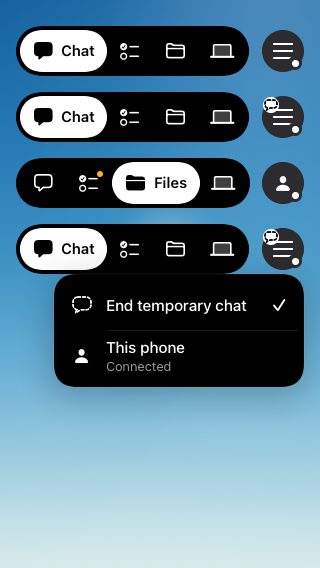 Chat
Chat
Files
Chat
End temporary chat
This phone
Connected